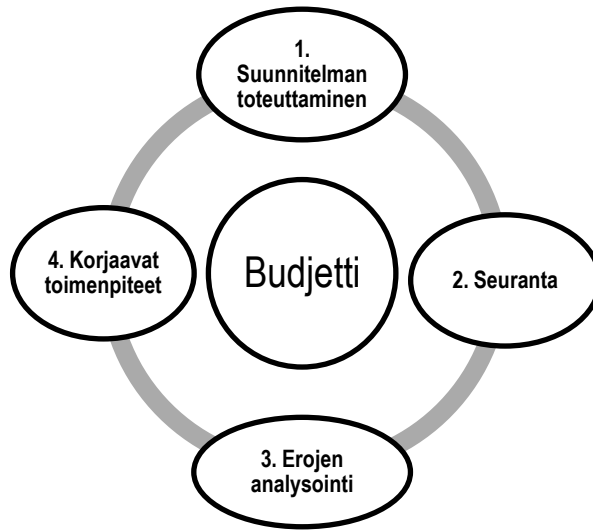 1.
Suunnitelman
toteuttaminen
Budjetti
2. Seuranta
3. Erojen
analysointi
4. Korjaavat
toimenpiteet